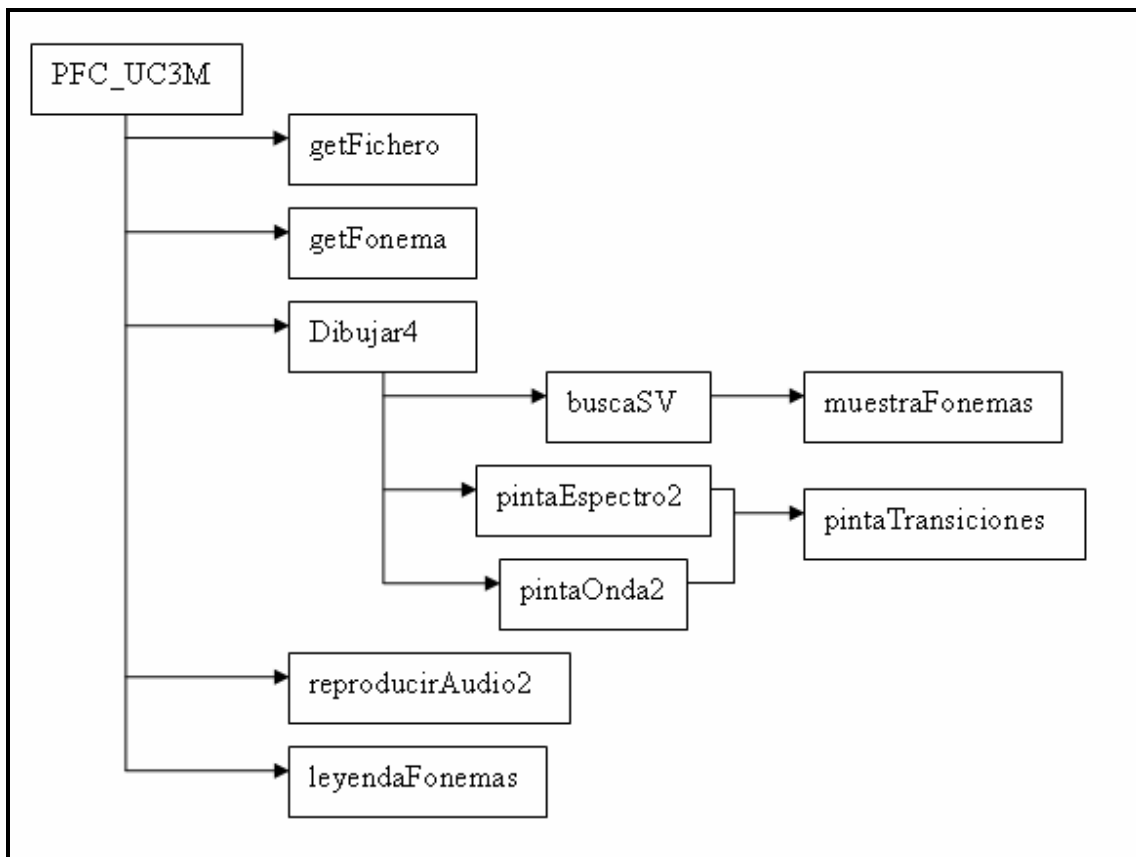 PFC_UC3M
getFichero
getFonema
Dibujar4
buscaSV
muestraFonemas
pintaEspectro2
pintaTransiciones
pintaOnda2
reproducirAudio2
leyendaFonemas